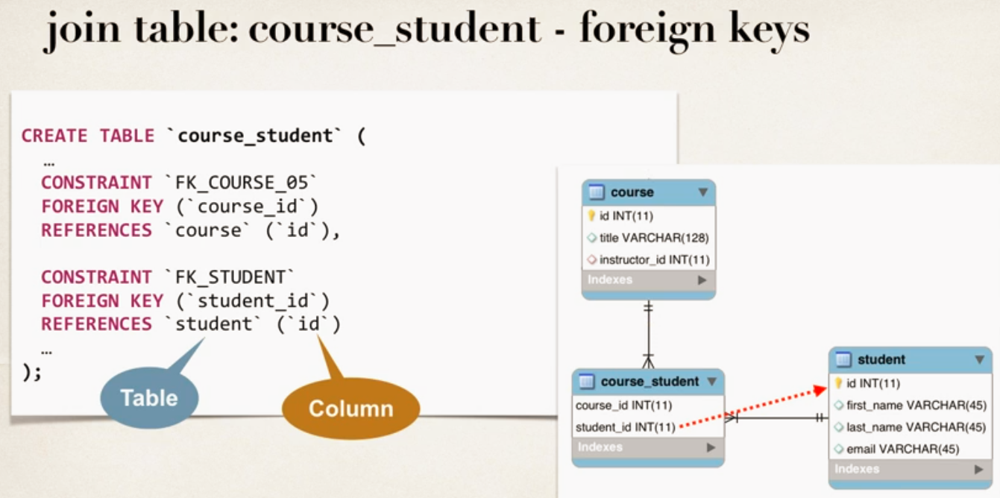 join table: course_student - foreign keys
CREATE TABLE `course_student` (
…
CONSTRAINT `FK_COURSE_05`
FOREIGN KEY (`course_id`)
REFERENCES `course` (`id`),
CONSTRAINT `FK_STUDENT`
FOREIGN KEY (`student_id`)
REFERENCES `student` (`id`)
…
);
Table
Column
course
id INT(11)
title VARCHAR(128)
instructor_id INT(11)
Indexes
course_student
course_id INT(11)
student_id INT(11)
Indexes
student
id INT(11)
first_name VARCHAR(45)
last_name VARCHAR(45)
email VARCHAR(45)
Indexes